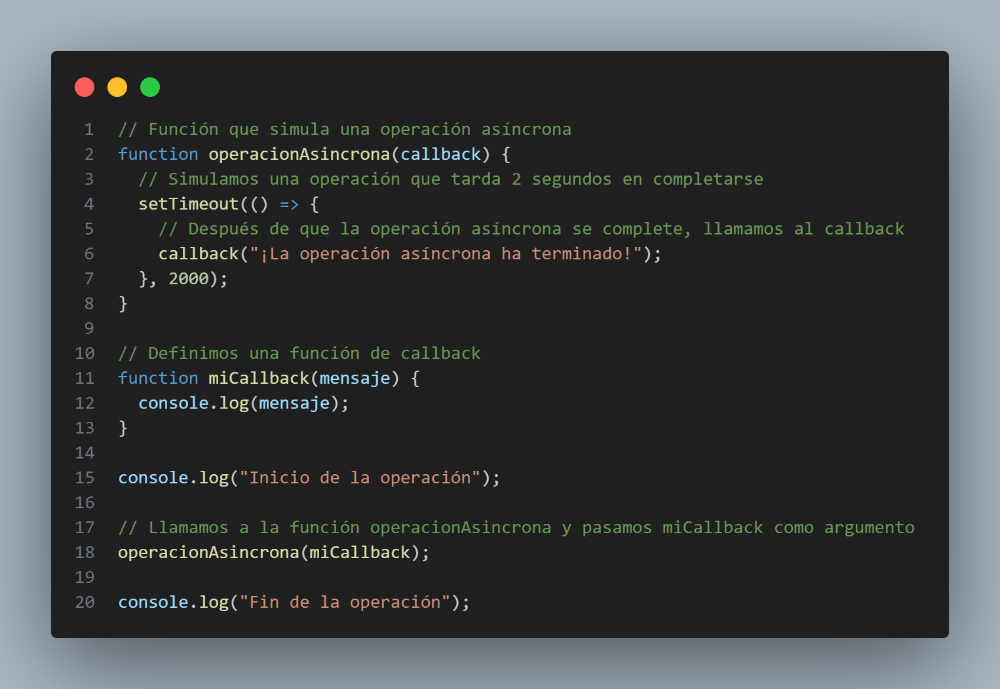 1 // Función que simula una operación asíncrona
2 function operacionAsincrona(callback) {
3   // Simulamos una operación que tarda 2 segundos en completarse
4   setTimeout(() => {
5     // Después de que la operación asíncrona se complete, llamamos al callback
6     callback("¡La operación asíncrona ha terminado!");
7   }, 2000);
8 }
9
10 // Definimos una función de callback
11 function miCallback(mensaje) {
12   console.log(mensaje);
13 }
14
15 console.log("Inicio de la operación");
16
17 // Llamamos a la función operacionAsincrona y pasamos miCallback como argumento
18 operacionAsincrona(miCallback);
19
20 console.log("Fin de la operación");